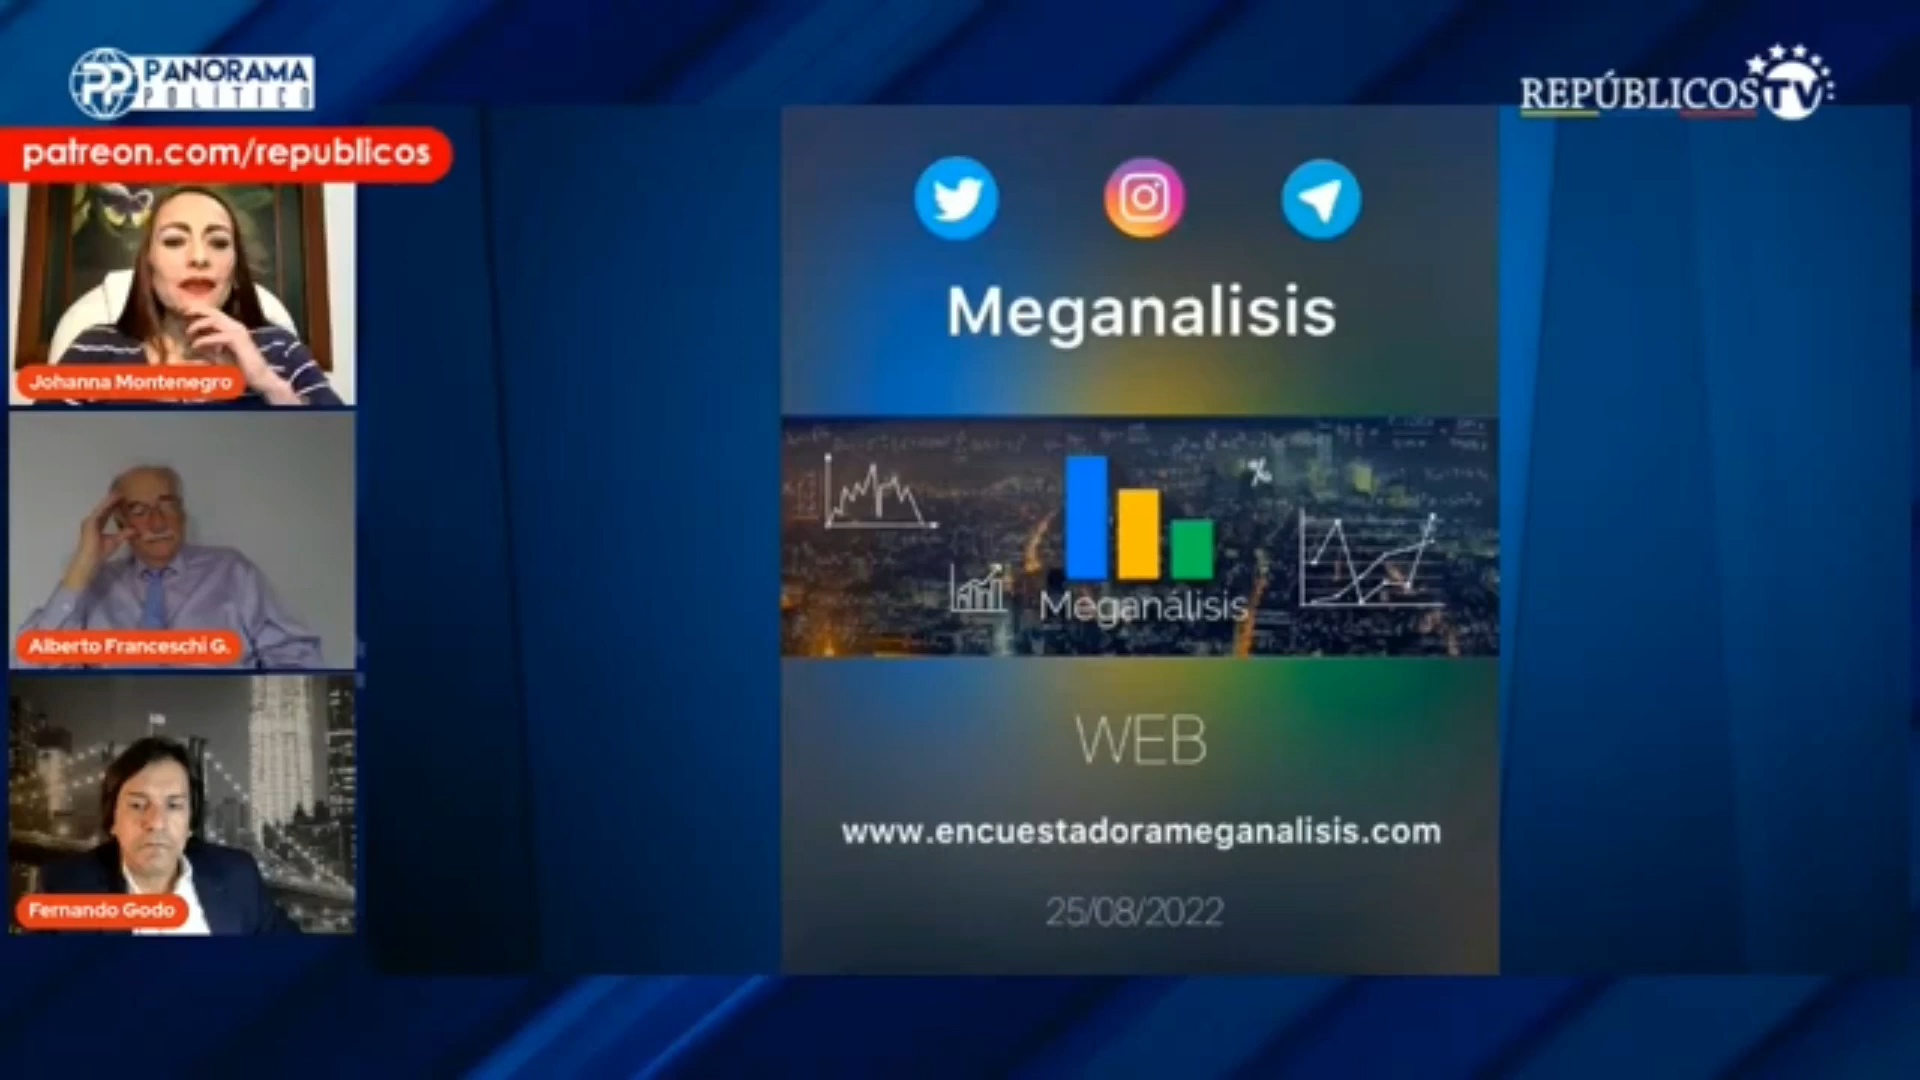 PANORAMA
POLÍTICO
REPÚBLICOS TV
patreon.com/republicos
Johanna Montenegro
Alberto Franceschi G.
Fernando Godo
Meganalisis
%
Meganálisis
WEB
www.encuestadorameganalisis.com
25/08/2022